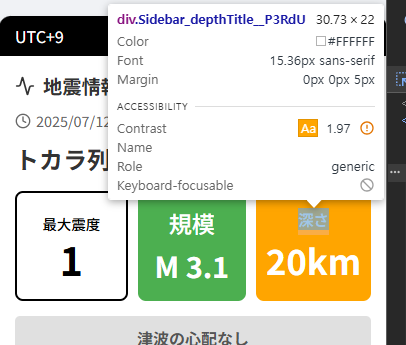 UTC+9
div.Sidebar_depthTitle__P3RdU 30.73 × 22
Color #FFFFFF
Font 15.36px sans-serif
Margin 0px 0px 5px
ACCESSIBILITY
Contrast Aa 1.97
Name
Role generic
Keyboard-focusable
地震情報
2025/07/12
トカラ列
最大震度
1
規模
M 3.1
深さ
20km
津波の心配なし